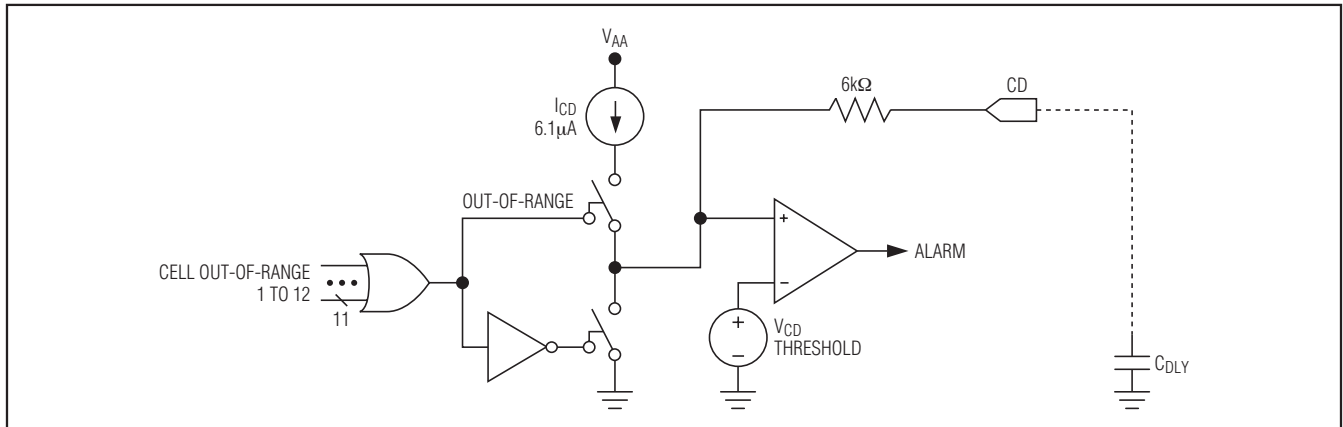 VAA
ICD
6.1µA
6kΩ
CD
OUT-OF-RANGE
CELL OUT-OF-RANGE
1 TO 12
11
+
−
ALARM
+
−
VCD
THRESHOLD
CDLY